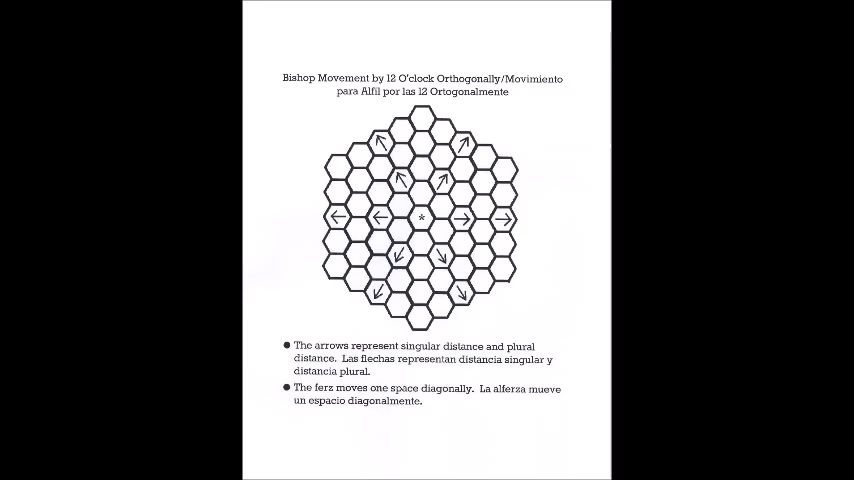 Bishop Movement by 12 O'clock Orthogonally/Movimiento
para Alfil por las 12 Ortogonalmente
*
● The arrows represent singular distance and plural
distance. Las flechas representan distancia singular y
distancia plural.
● The ferz moves one space diagonally. La alferza mueve
un espacio diagonalmente.